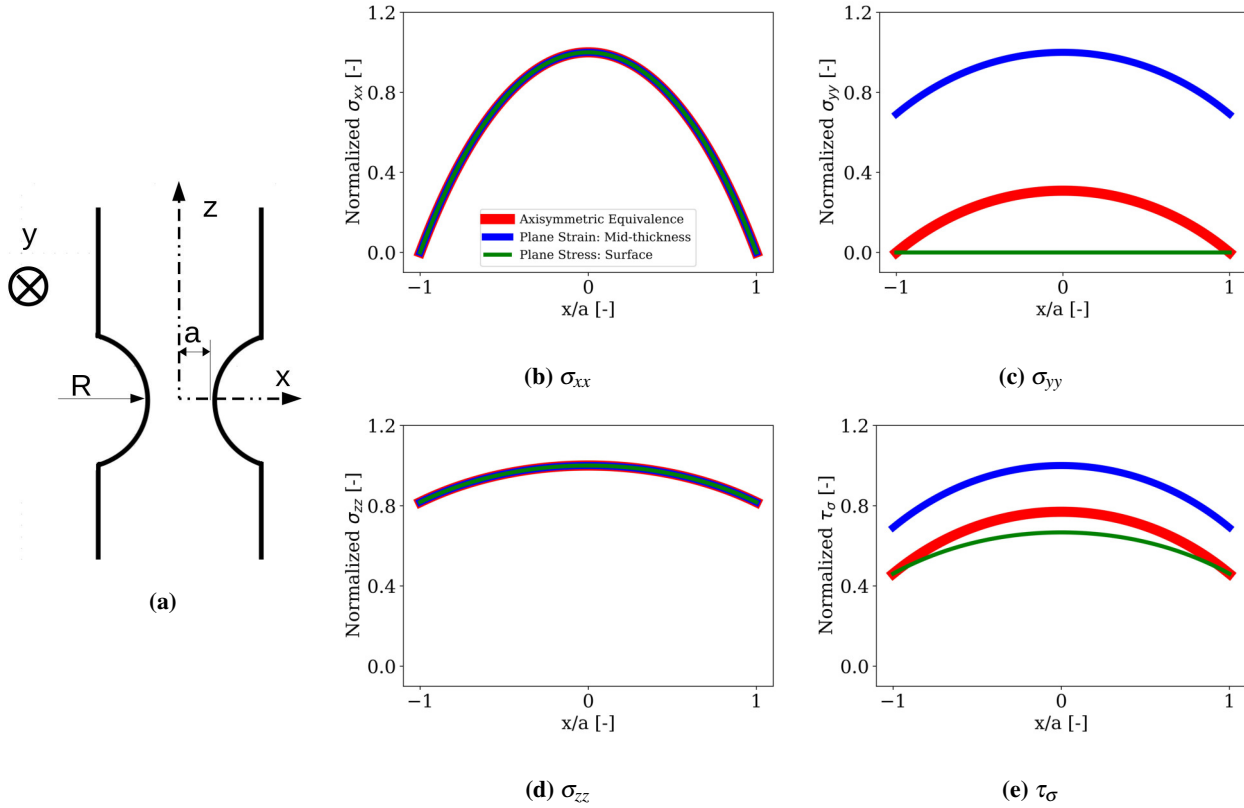 z
y
a
R
x
(a)
Normalized σxx [-]
1.2
0.8
0.4
0.0
Axisymmetric Equivalence
Plane Strain: Mid-thickness
Plane Stress: Surface
−1 0 1
x/a [-]
(b) σxx
Normalized σyy [-]
1.2
0.8
0.4
0.0
−1 0 1
x/a [-]
(c) σyy
Normalized σzz [-]
1.2
0.8
0.4
0.0
−1 0 1
x/a [-]
(d) σzz
Normalized τσ [-]
1.2
0.8
0.4
0.0
−1 0 1
x/a [-]
(e) τσ